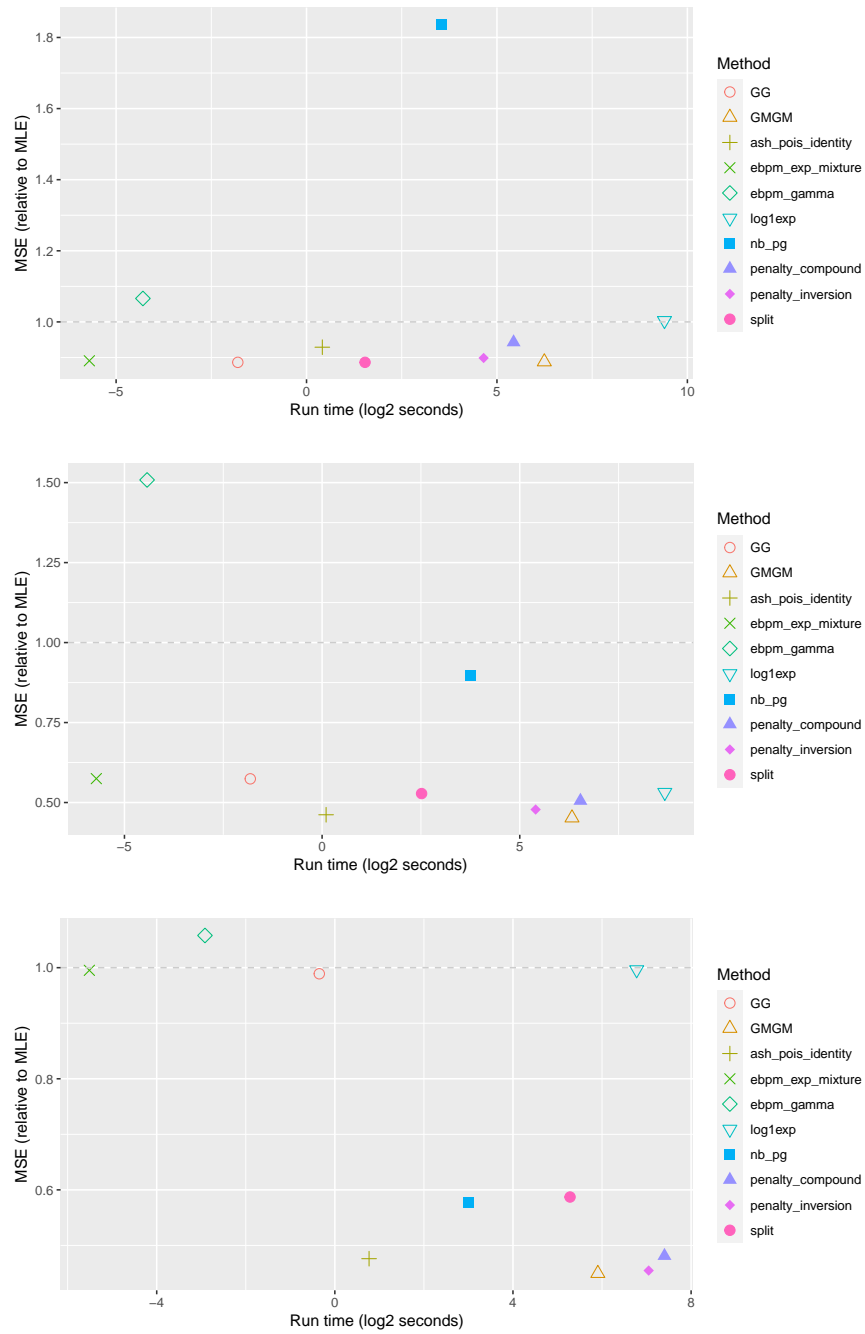 MSE (relative to MLE)
1.8
1.6
1.4
1.2
1.0
−5
0
5
10
Run time (log2 seconds)
Method
GG
GMGM
ash_pois_identity
ebpm_exp_mixture
ebpm_gamma
log1exp
nb_pg
penalty_compound
penalty_inversion
split
MSE (relative to MLE)
1.50
1.25
1.00
0.75
0.50
−5
0
5
Run time (log2 seconds)
Method
GG
GMGM
ash_pois_identity
ebpm_exp_mixture
ebpm_gamma
log1exp
nb_pg
penalty_compound
penalty_inversion
split
MSE (relative to MLE)
1.0
0.8
0.6
−4
0
4
8
Run time (log2 seconds)
Method
GG
GMGM
ash_pois_identity
ebpm_exp_mixture
ebpm_gamma
log1exp
nb_pg
penalty_compound
penalty_inversion
split